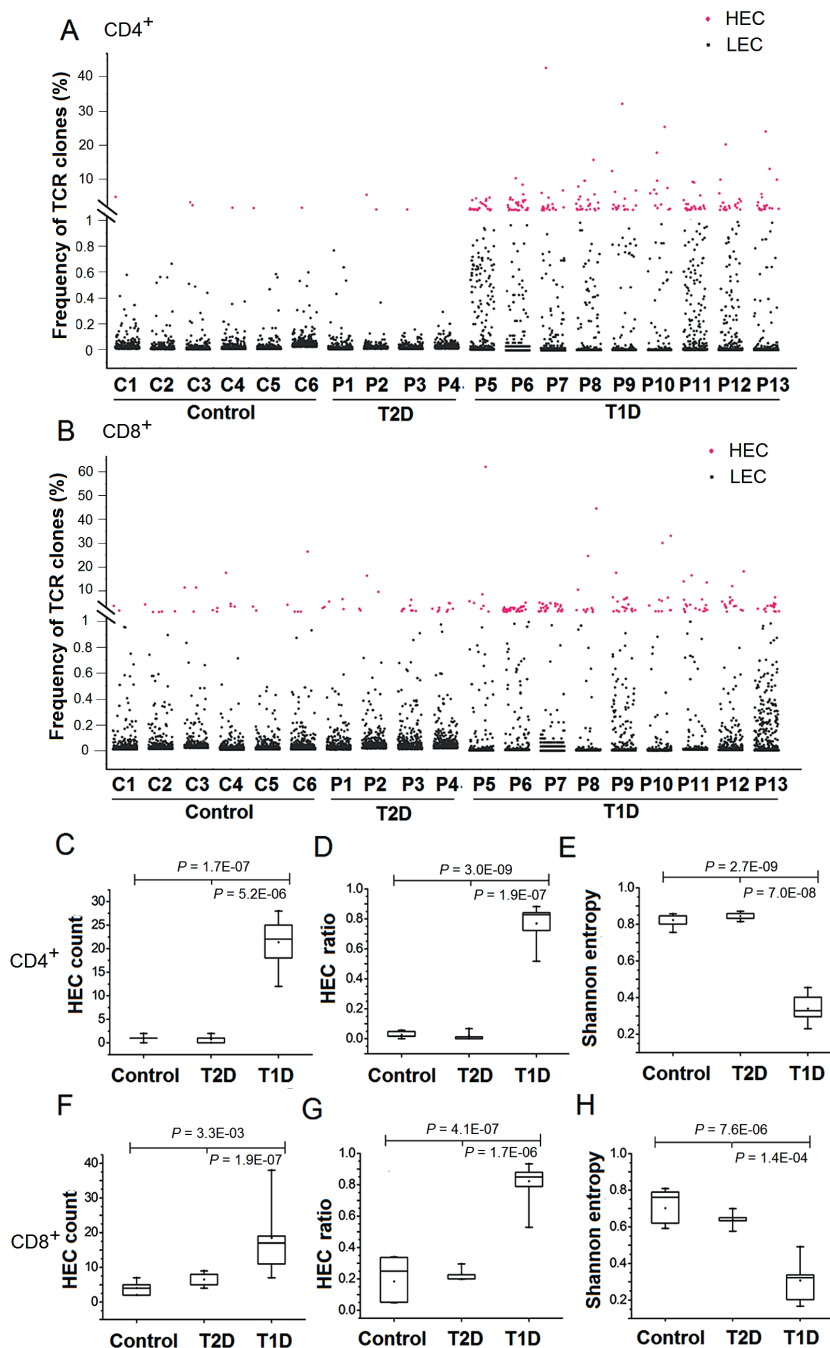 A CD4+
HEC
LEC
Frequency of TCR clones (%)
40
30
20
10
1
0.8
0.6
0.4
0.2
0
C1 C2 C3 C4 C5 C6 P1 P2 P3 P4 P5 P6 P7 P8 P9 P10 P11 P12 P13
Control T2D T1D
B CD8+
HEC
LEC
Frequency of TCR clones (%)
60
50
40
30
20
10
1
0.8
0.6
0.4
0.2
0
C1 C2 C3 C4 C5 C6 P1 P2 P3 P4 P5 P6 P7 P8 P9 P10 P11 P12 P13
Control T2D T1D
CD4+
C
P = 1.7E-07
P = 5.2E-06
HEC count
30
25
20
15
10
5
0
Control T2D T1D
D
P = 3.0E-09
P = 1.9E-07
HEC ratio
1.0
0.8
0.6
0.4
0.2
0.0
Control T2D T1D
E
P = 2.7E-09
P = 7.0E-08
Shannon entropy
1.0
0.8
0.6
0.4
0.2
Control T2D T1D
CD8+
F
P = 3.3E-03
P = 1.9E-07
HEC count
40
30
20
10
0
Control T2D T1D
G
P = 4.1E-07
P = 1.7E-06
HEC ratio
1.0
0.8
0.6
0.4
0.2
0.0
Control T2D T1D
H
P = 7.6E-06
P = 1.4E-04
Shannon entropy
1.0
0.8
0.6
0.4
0.2
Control T2D T1D